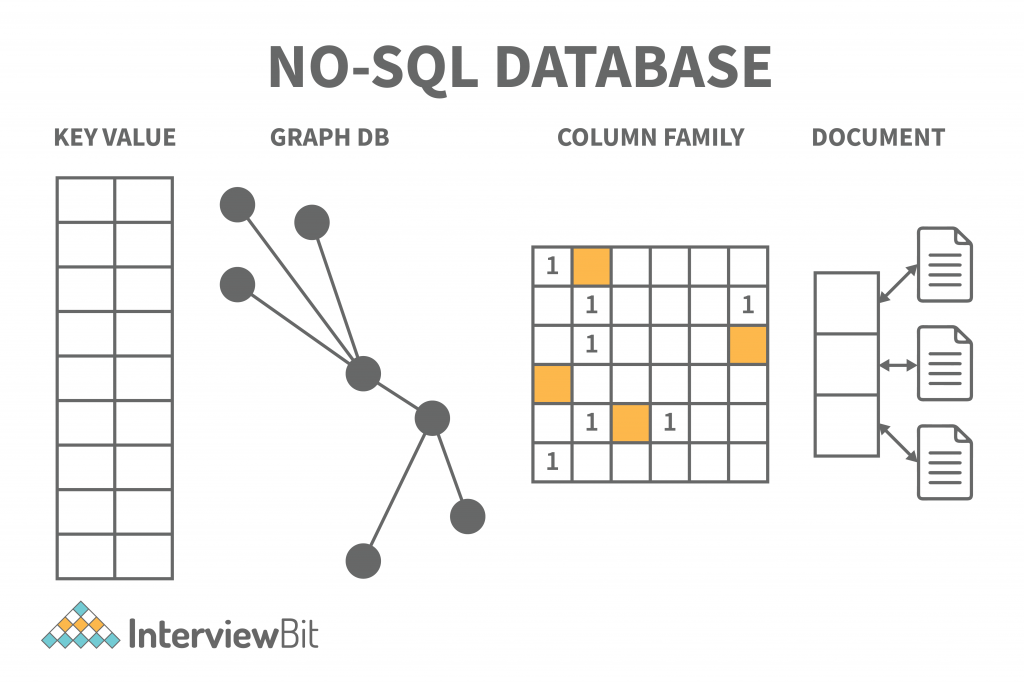 NO-SQL DATABASE
KEY VALUE
GRAPH DB
COLUMN FAMILY
DOCUMENT
1
1 1
1
1 1
1
InterviewBit